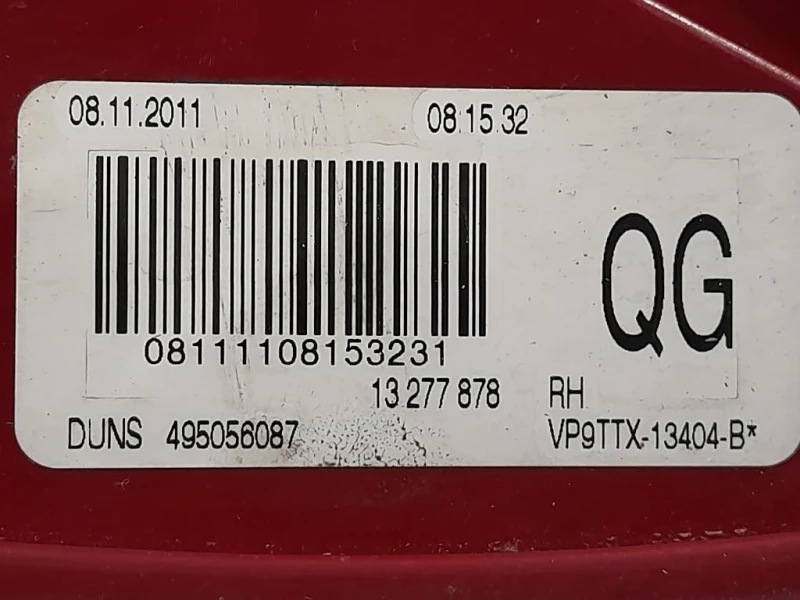 08.11.2011 08.15.32
QG
08111108153231
13 277 878 RH
DUNS 495056087 VP9TTX-13404-B*